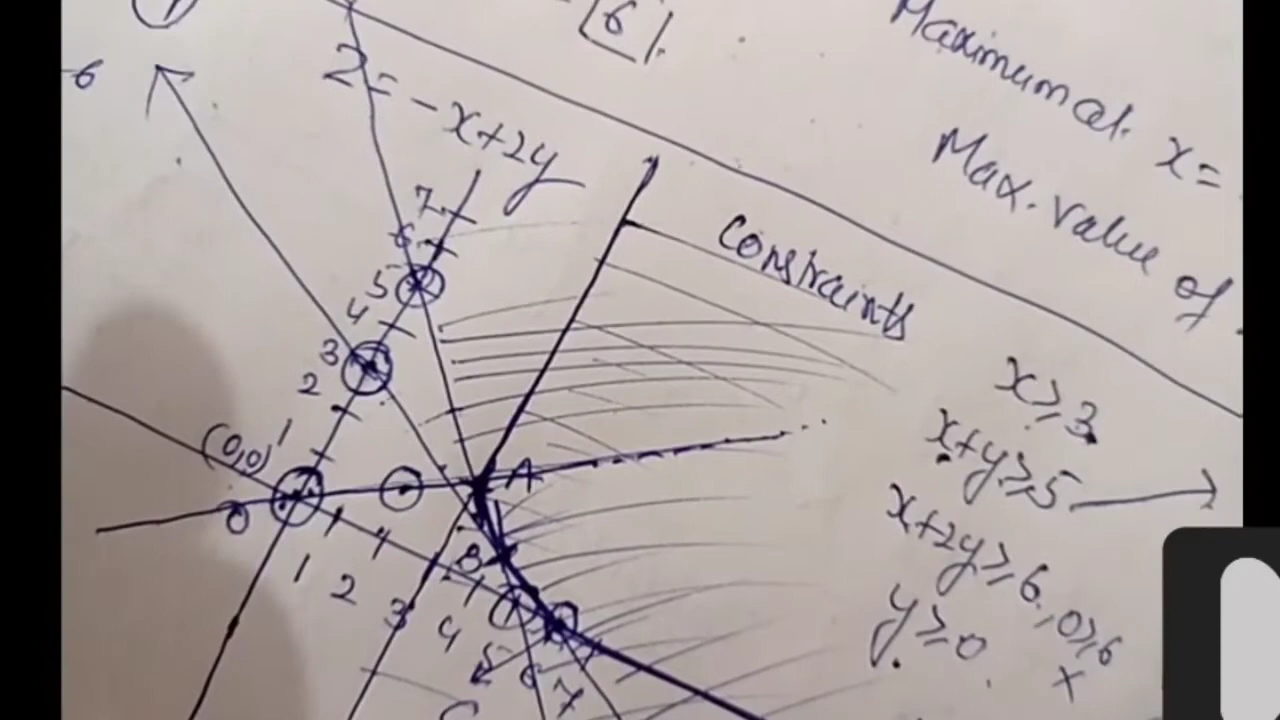 = 6
-6
Z = -x+2y
Maximum at x =
Max. value of
Constraints
x ≥ 3
x+y ≥ 5
x+2y ≥ 6, 0 ≥ 6
x
y ≥ 0
7
6
5
4
3
2
1
(0,0)
0
A
B
1 2 3 4 5 6 7
C